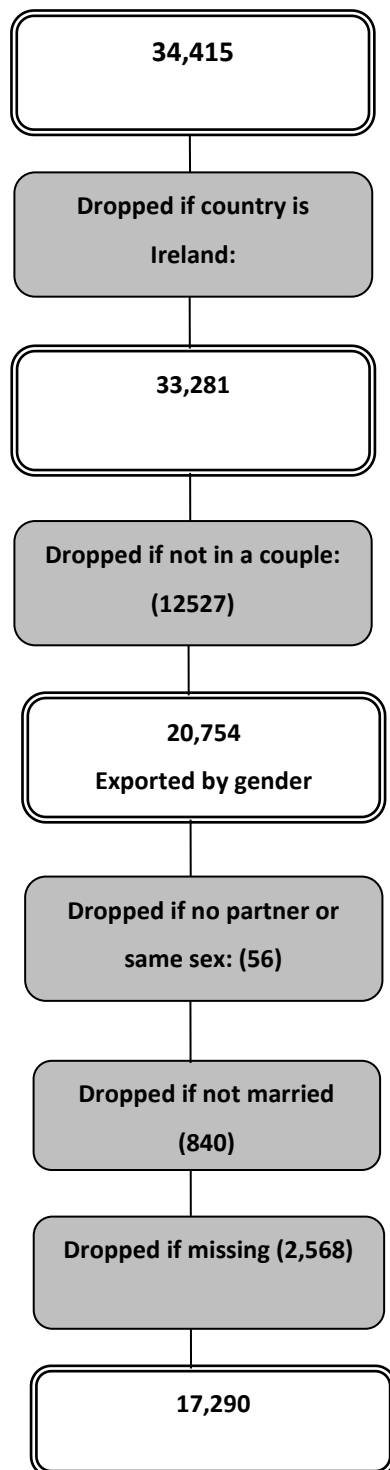 34,415
Dropped if country is
Ireland:
33,281
Dropped if not in a couple:
(12527)
20,754
Exported by gender
Dropped if no partner or
same sex: (56)
Dropped if not married
(840)
Dropped if missing (2,568)
17,290